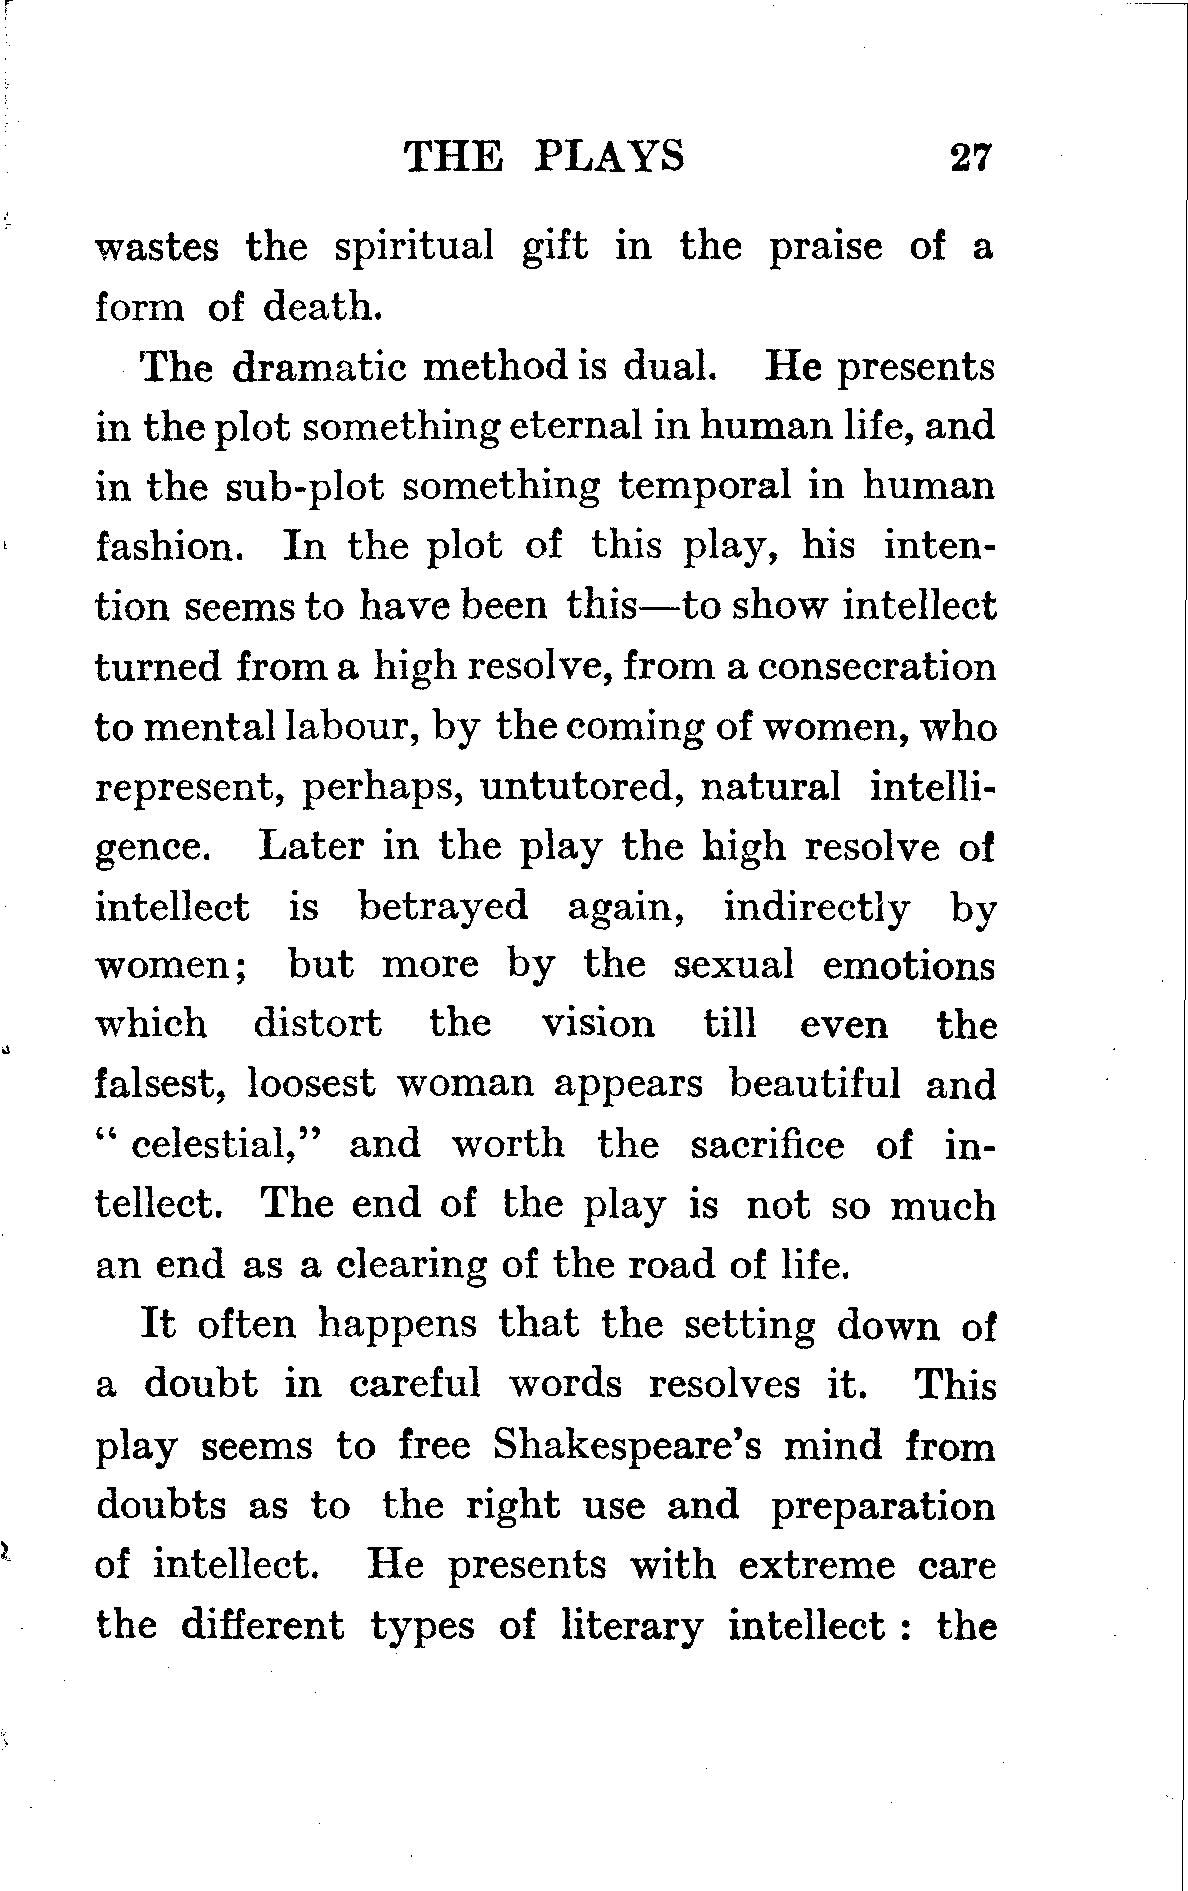 THE PLAYS 27
wastes the spiritual gift in the praise of a
form of death.
The dramatic method is dual. He presents
in the plot something eternal in human life, and
in the sub-plot something temporal in human
fashion. In the plot of this play, his inten-
tion seems to have been this—to show intellect
turned from a high resolve, from a consecration
to mental labour, by the coming of women, who
represent, perhaps, untutored, natural intelli-
gence. Later in the play the high resolve of
intellect is betrayed again, indirectly by
women; but more by the sexual emotions
which distort the vision till even the
falsest, loosest woman appears beautiful and
“ celestial,” and worth the sacrifice of in-
tellect. The end of the play is not so much
an end as a clearing of the road of life.
It often happens that the setting down of
a doubt in careful words resolves it. This
play seems to free Shakespeare's mind from
doubts as to the right use and preparation
of intellect. He presents with extreme care
the different types of literary intellect : the